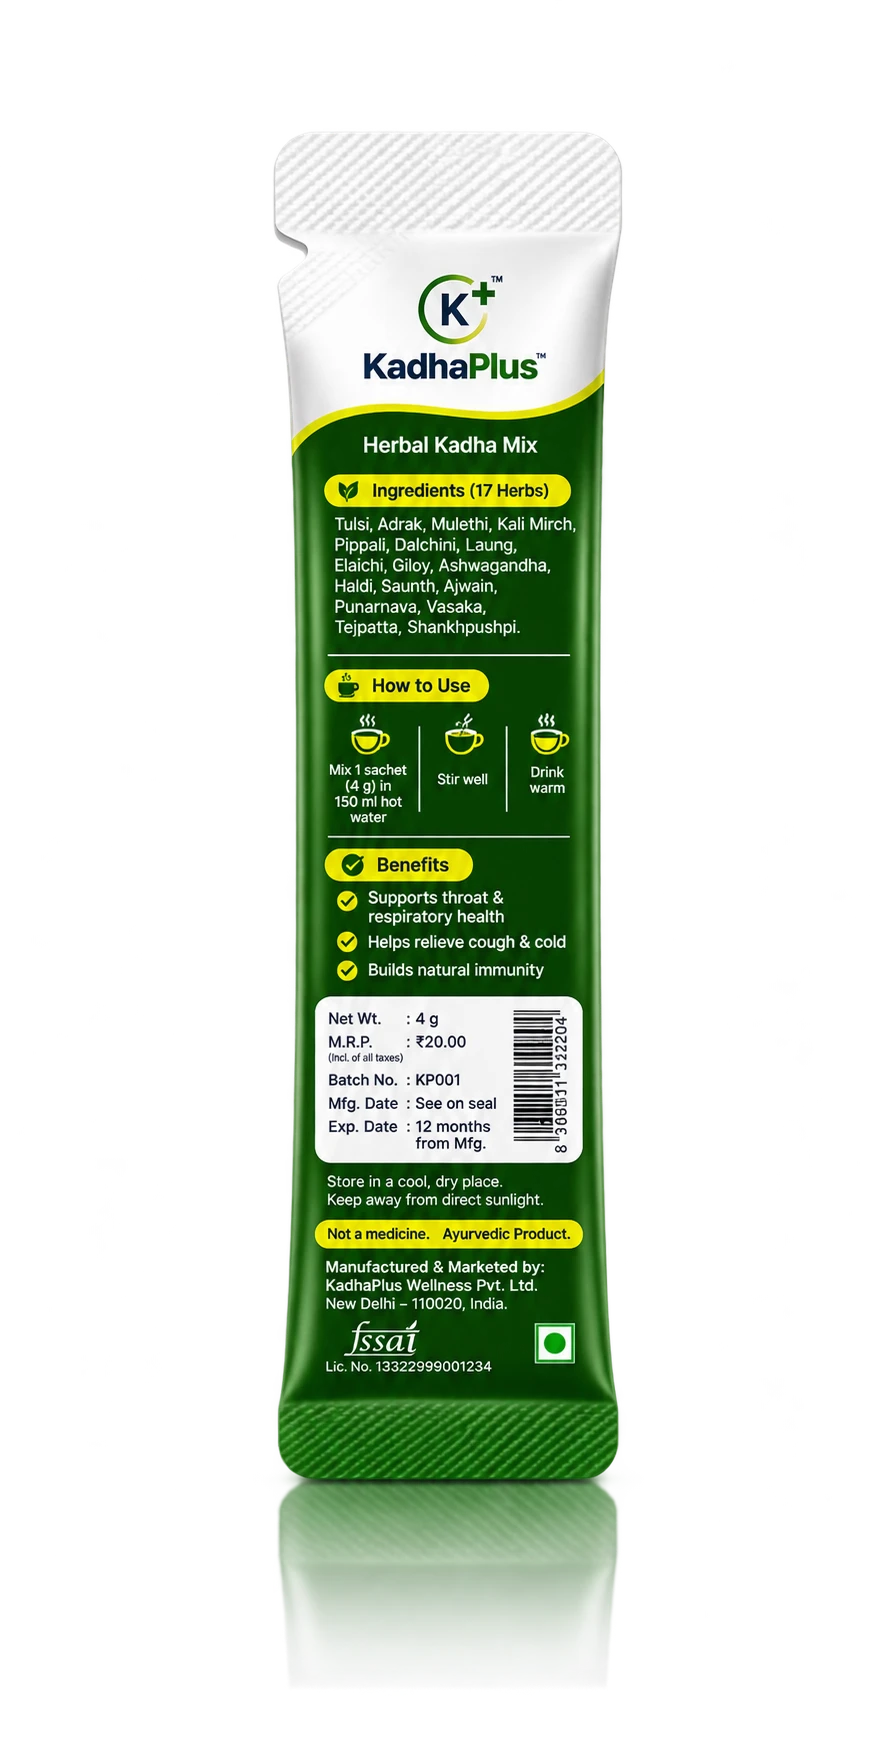 K+™
KadhaPlus™
Herbal Kadha Mix
Ingredients (17 Herbs)
Tulsi, Adrak, Mulethi, Kali Mirch,
Pippali, Dalchini, Laung,
Elaichi, Giloy, Ashwagandha,
Haldi, Saunth, Ajwain,
Punarnava, Vasaka,
Tejpatta, Shankhpushpi.
How to Use
Mix 1 sachet
(4 g) in
150 ml hot
water
Stir well
Drink
warm
Benefits
Supports throat &
respiratory health
Helps relieve cough & cold
Builds natural immunity
Net Wt. : 4 g
M.R.P. : ₹20.00
(Incl. of all taxes)
Batch No. : KP001
Mfg. Date : See on seal
Exp. Date : 12 months
from Mfg.
Store in a cool, dry place.
Keep away from direct sunlight.
Not a medicine. Ayurvedic Product.
Manufactured & Marketed by:
KadhaPlus Wellness Pvt. Ltd.
New Delhi – 110020, India.
fssai
Lic. No. 13322999001234